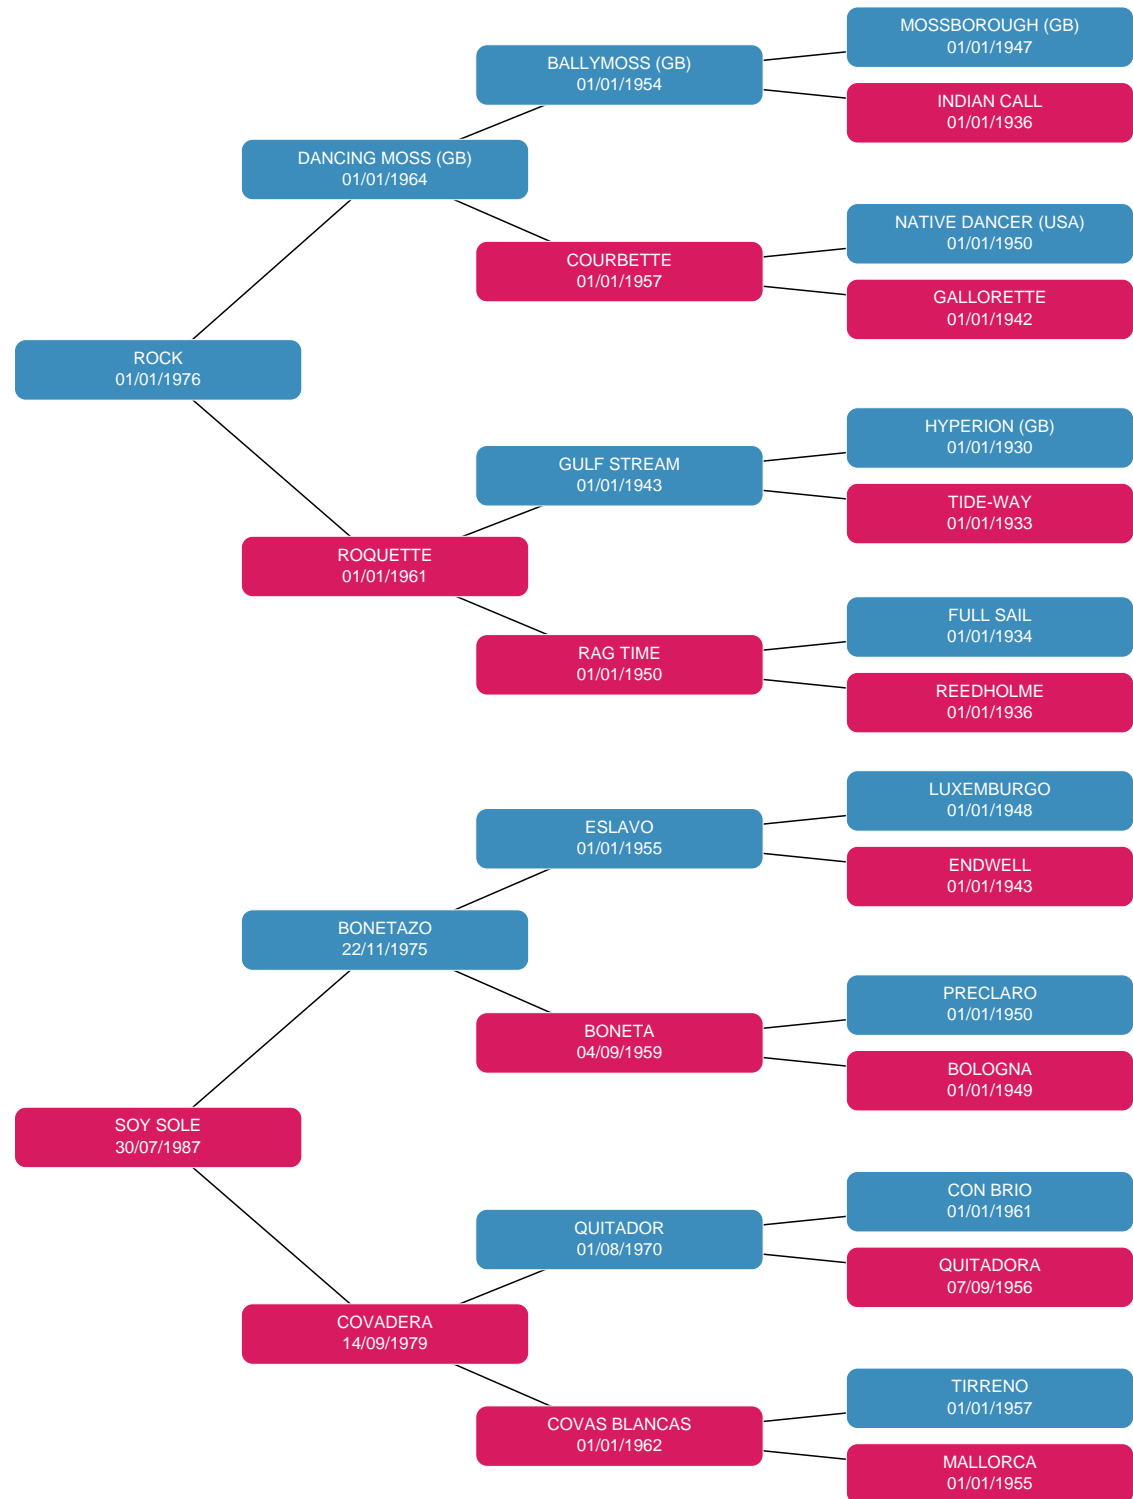 MOSSBOROUGH (GB)
01/01/1947
BALLYMOSS (GB)
01/01/1954
INDIAN CALL
01/01/1936
DANCING MOSS (GB)
01/01/1964
NATIVE DANCER (USA)
01/01/1950
COURBETTE
01/01/1957
GALLORETTE
01/01/1942
ROCK
01/01/1976
HYPERION (GB)
01/01/1930
GULF STREAM
01/01/1943
TIDE-WAY
01/01/1933
ROQUETTE
01/01/1961
FULL SAIL
01/01/1934
RAG TIME
01/01/1950
REEDHOLME
01/01/1936
LUXEMBURGO
01/01/1948
ESLAVO
01/01/1955
ENDWELL
01/01/1943
BONETAZO
22/11/1975
PRECLARO
01/01/1950
BONETA
04/09/1959
BOLOGNA
01/01/1949
SOY SOLE
30/07/1987
CON BRIO
01/01/1961
QUITADOR
01/08/1970
QUITADORA
07/09/1956
COVADERA
14/09/1979
TIRRENO
01/01/1957
COVAS BLANCAS
01/01/1962
MALLORCA
01/01/1955